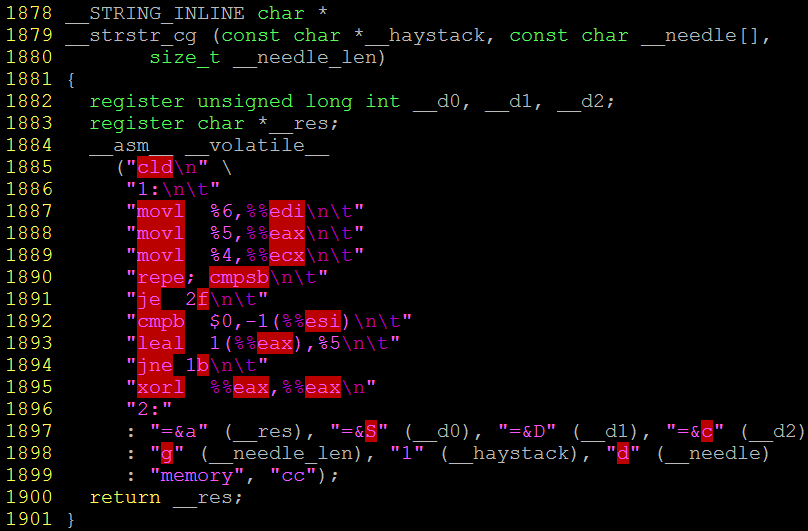 1878 __STRING_INLINE char *
1879 __strstr_cg (const char *__haystack, const char __needle[],
1880        size_t __needle_len)
1881 {
1882   register unsigned long int __d0, __d1, __d2;
1883   register char *__res;
1884   __asm__ __volatile__
1885     ("cld\n" \
1886      "1:\n\t"
1887      "movl  %6,%%edi\n\t"
1888      "movl  %5,%%eax\n\t"
1889      "movl  %4,%%ecx\n\t"
1890      "repe; cmpsb\n\t"
1891      "je  2f\n\t"
1892      "cmpb  $0,-1(%%esi)\n\t"
1893      "leal  1(%%eax),%5\n\t"
1894      "jne 1b\n\t"
1895      "xorl  %%eax,%%eax\n"
1896      "2:"
1897      : "=&a" (__res), "=&S" (__d0), "=&D" (__d1), "=&c" (__d2)
1898      : "g" (__needle_len), "1" (__haystack), "d" (__needle)
1899      : "memory", "cc");
1900   return __res;
1901 }